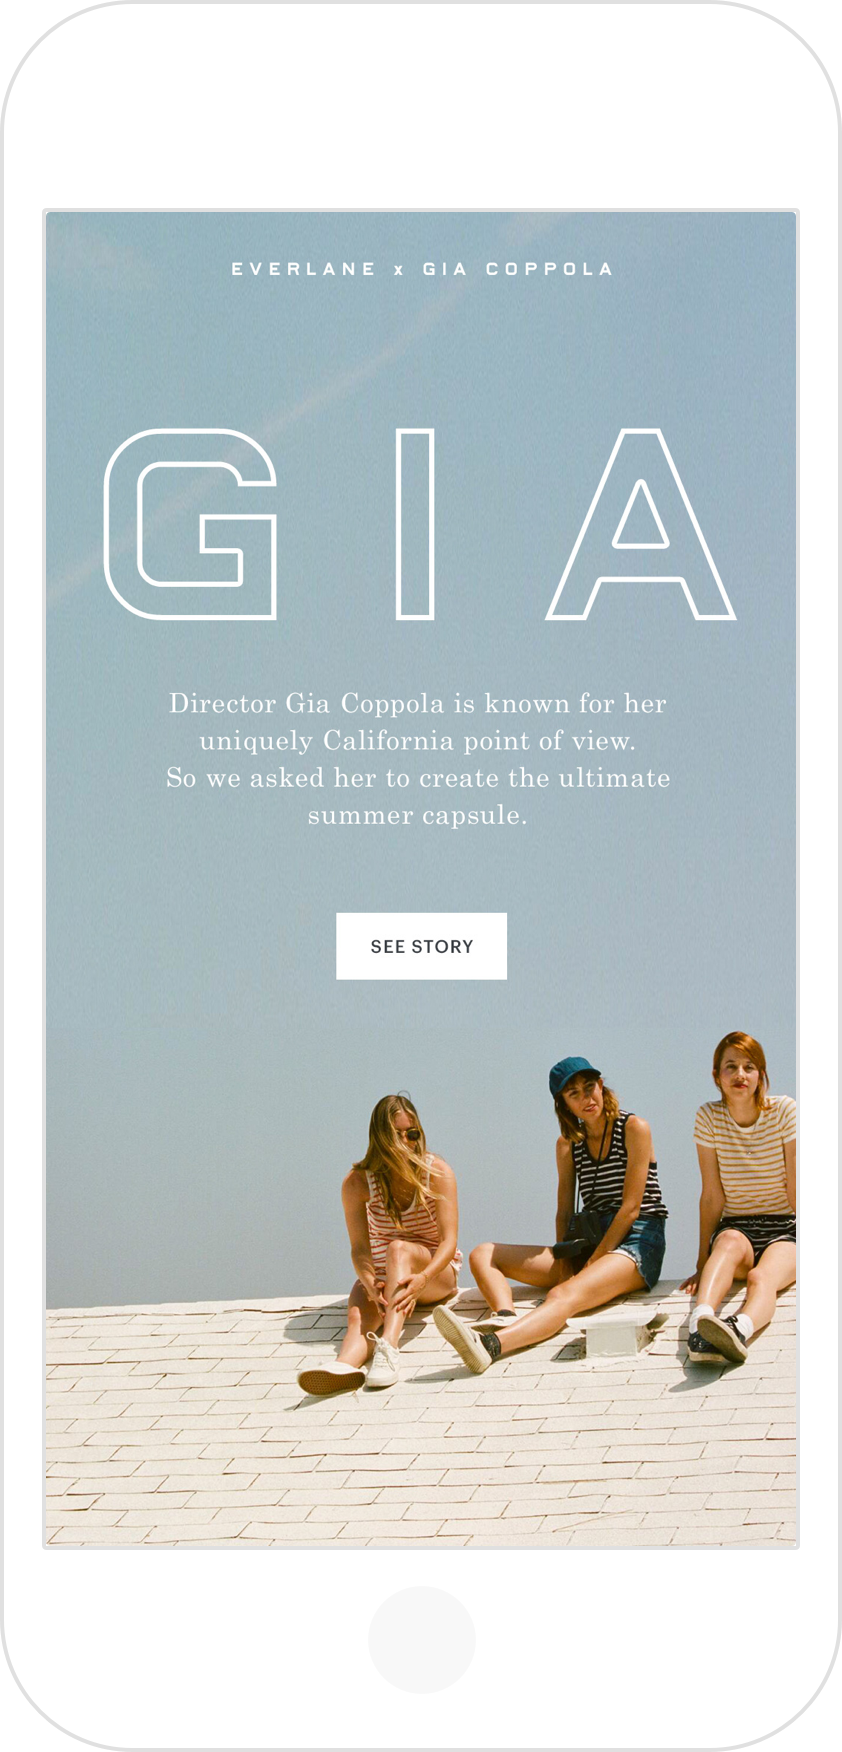 EVERLANE x GIA COPPOLA
GIA
Director Gia Coppola is known for her
uniquely California point of view.
So we asked her to create the ultimate
summer capsule.
SEE STORY